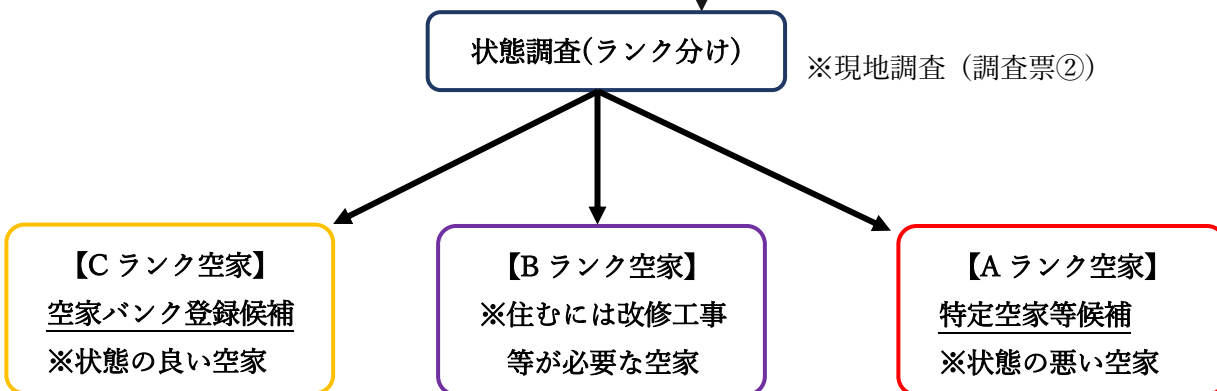 状態調査(ランク分け)
※現地調査（調査票②）
【C ランク空家】
空家バンク登録候補
※状態の良い空家
【B ランク空家】
※住むには改修工事
等が必要な空家
【A ランク空家】
特定空家等候補
※状態の悪い空家